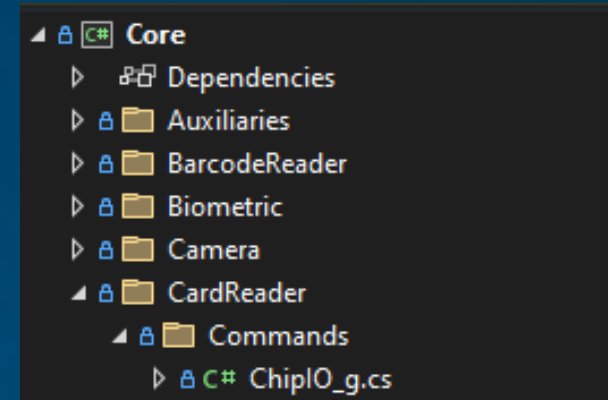 C# Core
Dependencies
Auxiliaries
BarcodeReader
Biometric
Camera
CardReader
Commands
C# ChipIO_g.cs